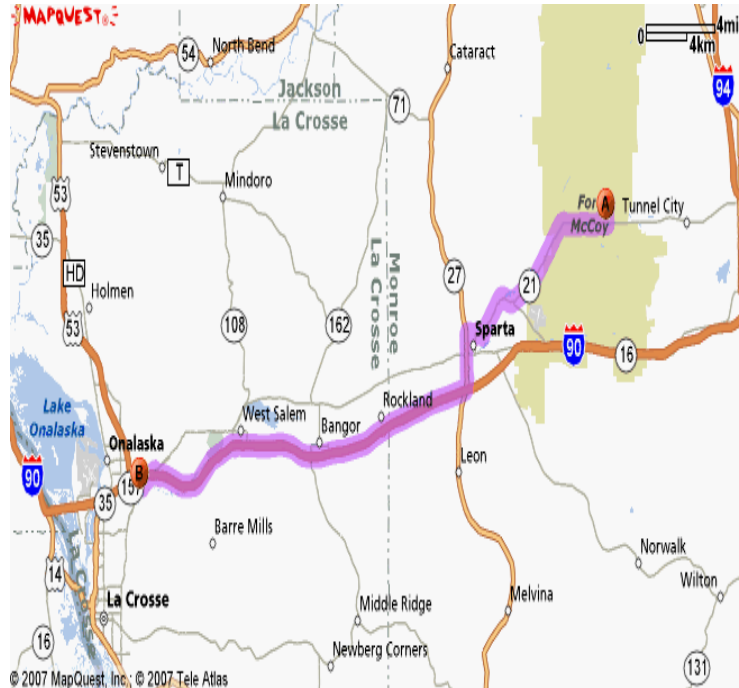 MAPQUEST
4mi
0
4km
54
North Bend
Cataract
94
Jackson
La Crosse
71
Stevenstown
T
Mindoro
53
A
For
McCoy
Tunnel City
35
HD
Holmen
Monroe
La Crosse
27
21
53
108
162
Sparta
90
16
Lake
Onalaska
West Salem
Rockland
Bangor
Onalaska
B
157
Leon
90
35
Barre Mills
Norwalk
14
La Crosse
La Crosse
Middle Ridge
Melvina
Wilton
16
Newberg Corners
131
© 2007 MapQuest, Inc.; © 2007 Tele Atlas